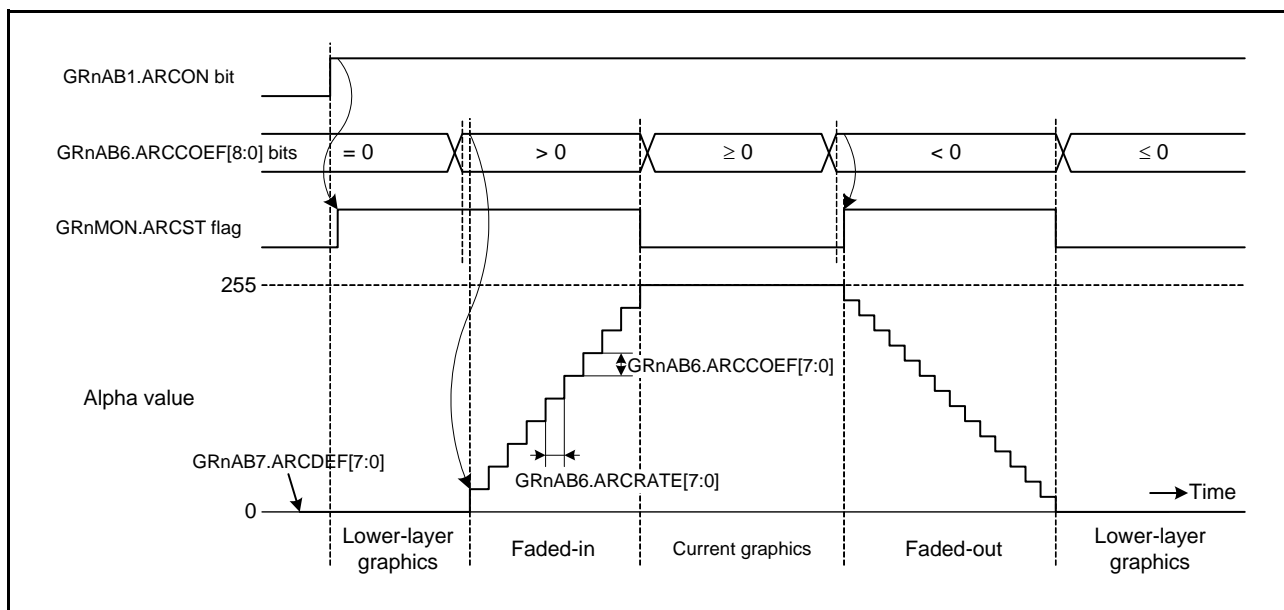 GRnAB1.ARCON bit
GRnAB6.ARCCOEF[8:0] bits
= 0
> 0
≥ 0
< 0
≤ 0
GRnMON.ARCST flag
255
GRnAB6.ARCCOEF[7:0]
Alpha value
GRnAB7.ARCDEF[7:0]
GRnAB6.ARCRATE[7:0]
Time
0
Lower-layer
graphics
Faded-in
Current graphics
Faded-out
Lower-layer
graphics